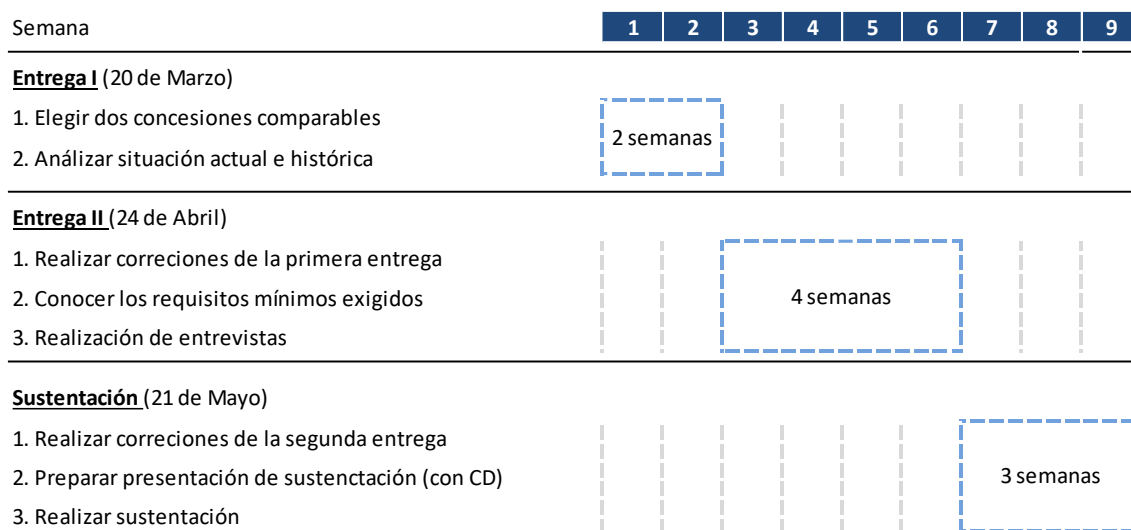 Semana 1 2 3 4 5 6 7 8 9
Entrega I (20 de Marzo)
1. Elegir dos concesiones comparables
2. Análizar situación actual e histórica
2 semanas
Entrega II (24 de Abril)
1. Realizar correciones de la primera entrega
2. Conocer los requisitos mínimos exigidos
3. Realización de entrevistas
4 semanas
Sustentación (21 de Mayo)
1. Realizar correciones de la segunda entrega
2. Preparar presentación de sustenctación (con CD)
3. Realizar sustentación
3 semanas